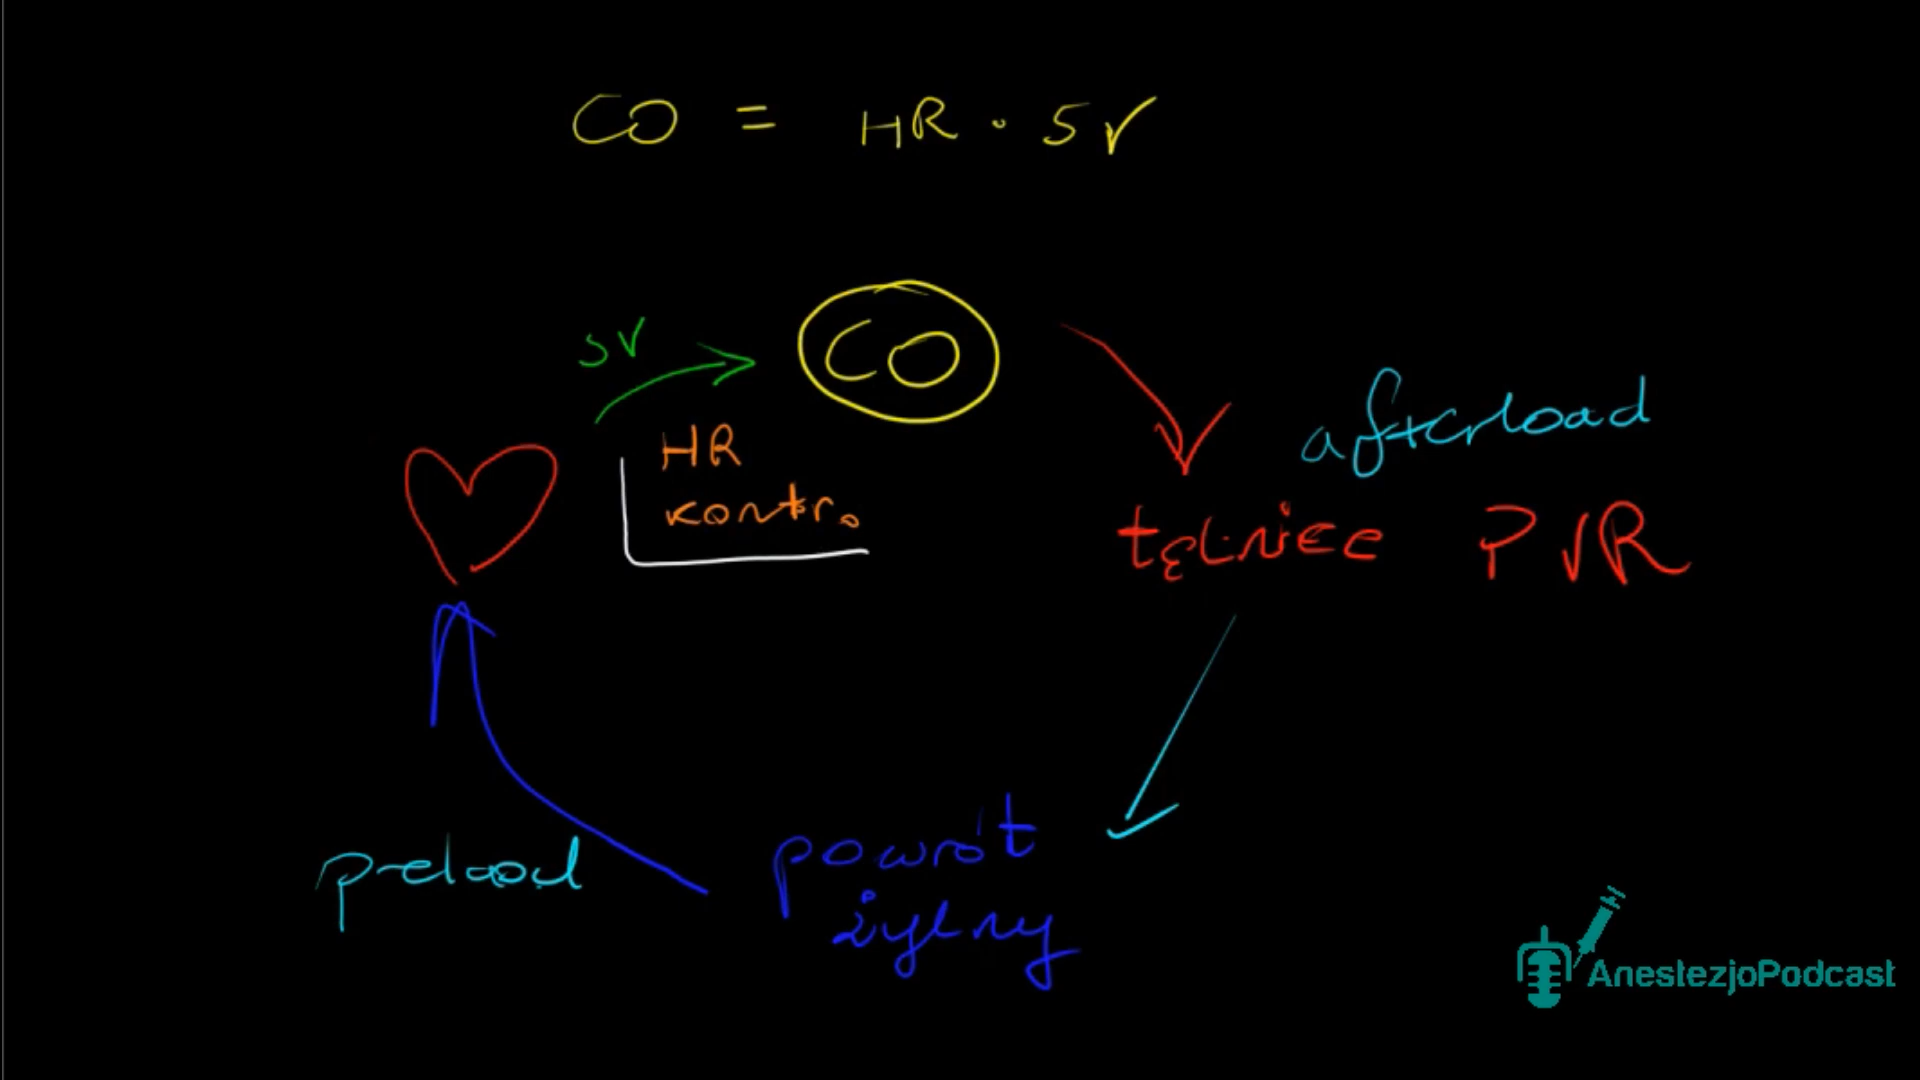 CO = HR · SV
SV
CO
HR
kontr.
afterload
tętnice PVR
preload
powrót
żylny
AnestezjoPodcast